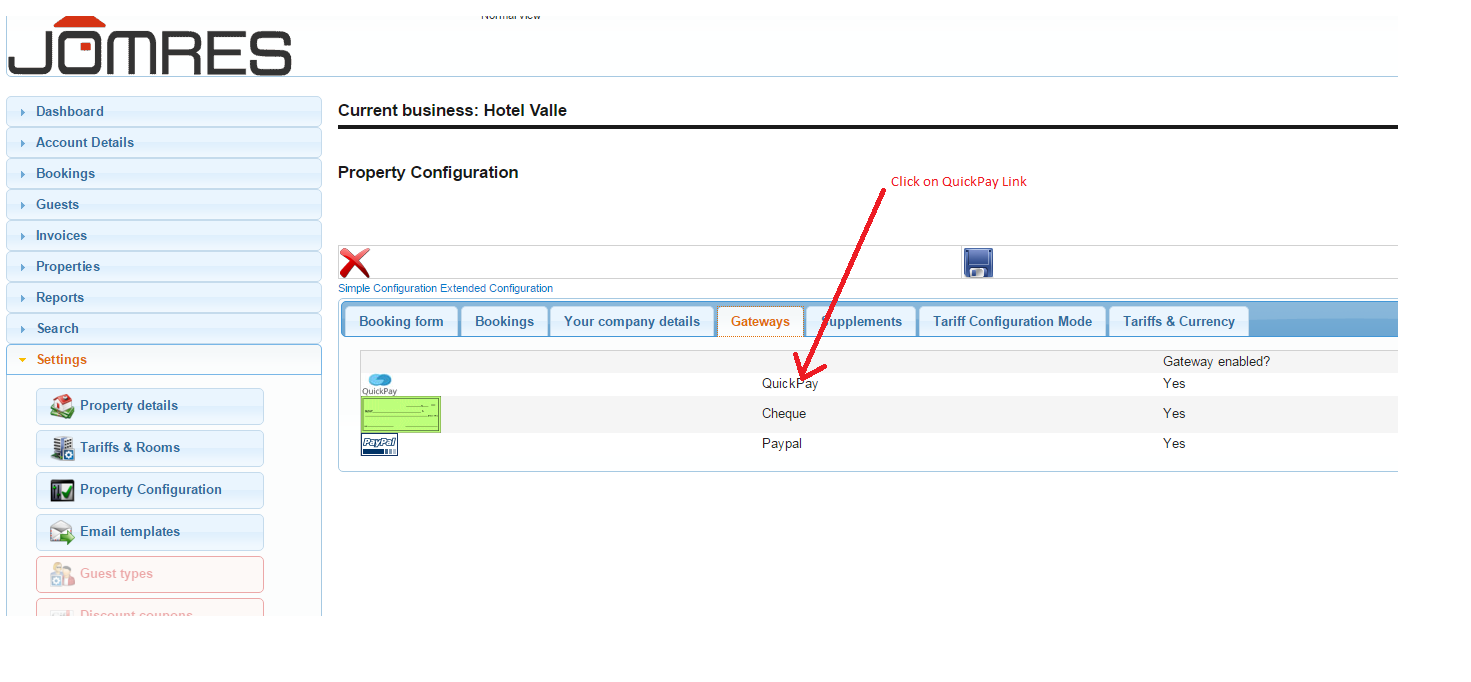 Normal view
JOMRES
Dashboard
Account Details
Bookings
Guests
Invoices
Properties
Reports
Search
Settings
Property details
Tariffs & Rooms
Property Configuration
Email templates
Guest types
Discount coupons
Current business: Hotel Valle
Property Configuration
Click on QuickPay Link
Simple Configuration Extended Configuration
Booking form Bookings Your company details Gateways Supplements Tariff Configuration Mode Tariffs & Currency
Gateway enabled?
QuickPay QuickPay Yes
Cheque Yes
PayPal Paypal Yes